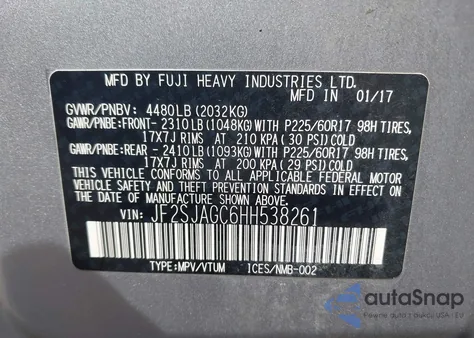 MFD. BY FUJI HEAVY INDUSTRIES LTD.
MFD IN 01/17
GVWR/PNBV: 4480LB(2032KG)
GAWR/PNBE:FRONT-2310LB(1048KG)WITH P225/60R17 98H TIRES,
17X7J RIMS AT 210 KPA (30 PSI)COLD
GAWR/PNBE:REAR -2410LB(1093KG)WITH P225/60R17 98H TIRES,
17X7J RIMS AT 200 KPA (29 PSI)COLD
THIS VEHICLE CONFORMS TO ALL APPLICABLE FEDERAL MOTOR
VEHICLE SAFETY AND THEFT PREVENTION STANDARDS IN EFFECT
ON THE DATE OF MANUFACTURE SHOWN ABOVE.
VIN: JF2SJAGC6HH538261
TYPE:MPV/VTUM ICES/NMB-002
autoSnap
Pewne auto z USA i EU